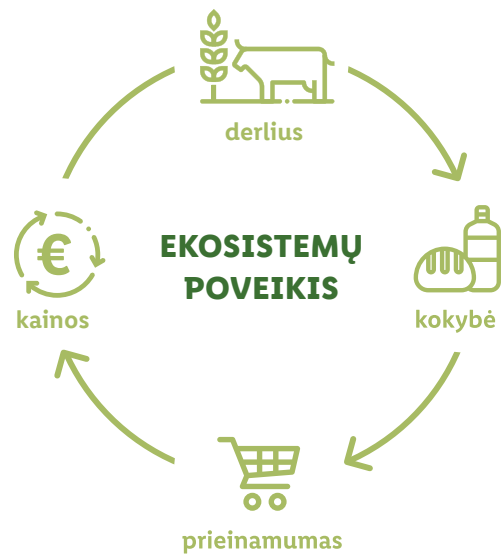 derlius
EKOSISTEMŲ
POVEIKIS
€
kainos
kokybė
prieinamumas